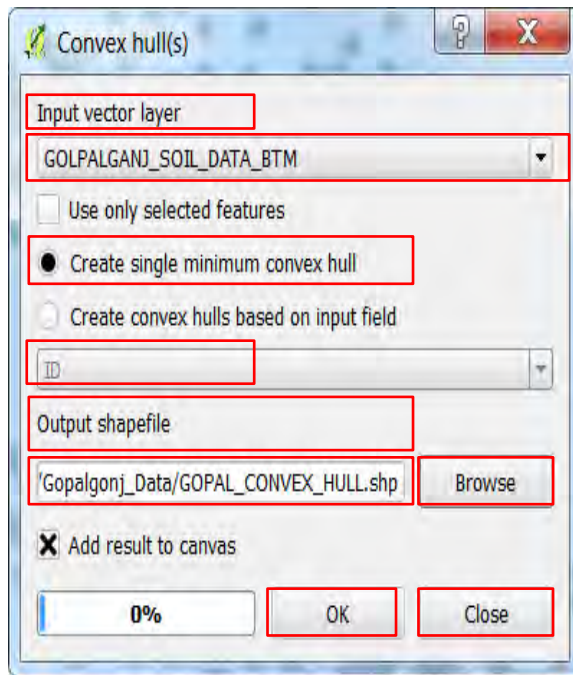 Convex hull(s)
Input vector layer
GOLPALGANJ_SOIL_DATA_BTM
Use only selected features
Create single minimum convex hull
Create convex hulls based on input field
ID
Output shapefile
'Gopalgonj_Data/GOPAL_CONVEX_HULL.shp Browse
Add result to canvas
0% OK Close